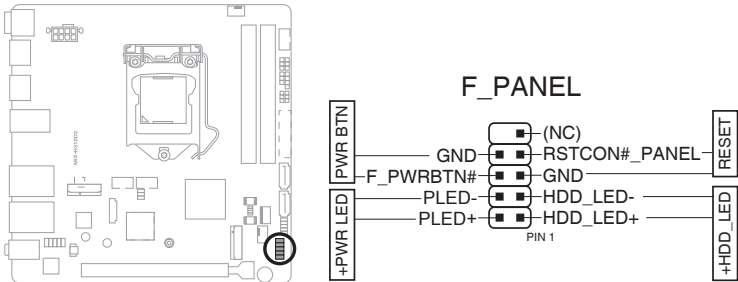 F_PANEL
PWR BTN
+PWR LED
(NC)
GND
RSTCON#_PANEL
F_PWRBTN#
GND
PLED-
HDD_LED-
PLED+
HDD_LED+
PIN 1
RESET
+HDD_LED